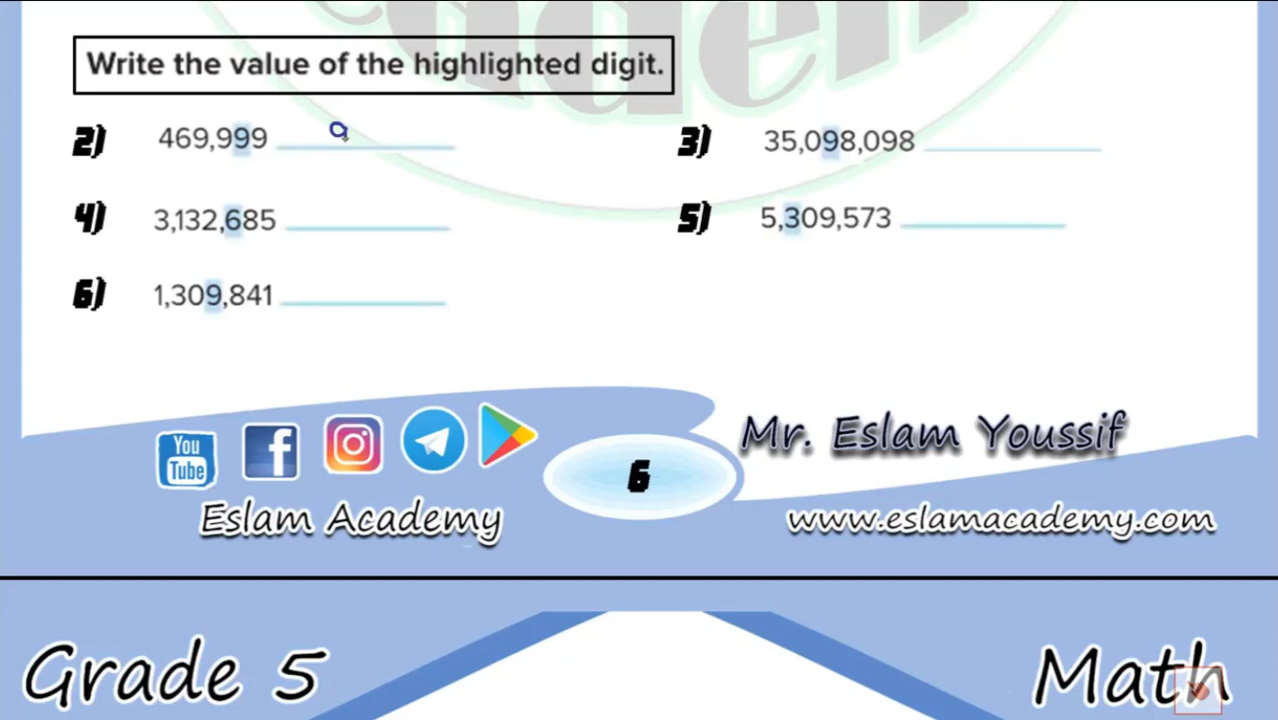 Write the value of the highlighted digit.
2) 469,999
3) 35,098,098
4) 3,132,685
5) 5,309,573
6) 1,309,841
You
Tube
Mr. Eslam Youssif
6
Eslam Academy
www.eslamacademy.com
Grade 5
Math